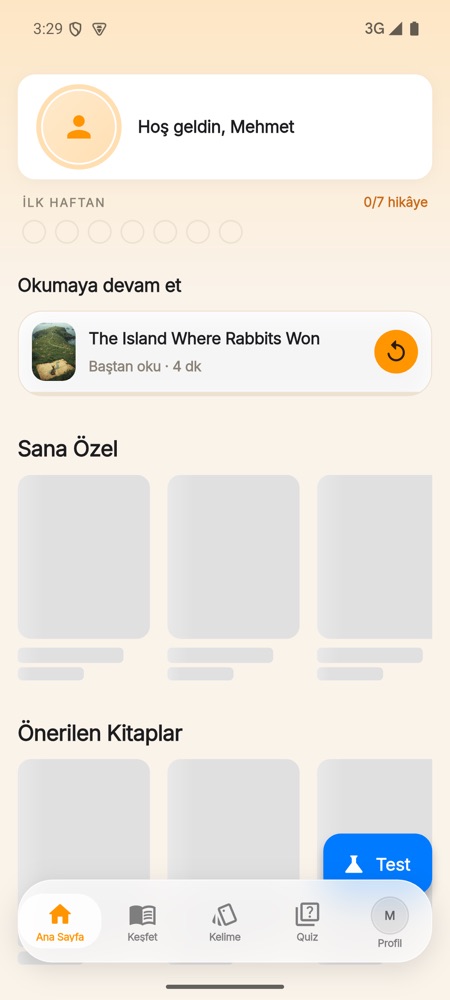 3:29
3G
Hoş geldin, Mehmet
İLK HAFTAN
0/7 hikâye
Okumaya devam et
The Island Where Rabbits Won
Baştan oku · 4 dk
Sana Özel
Önerilen Kitaplar
Test
Ana Sayfa
Keşfet
Kelime
Quiz
M
Profil